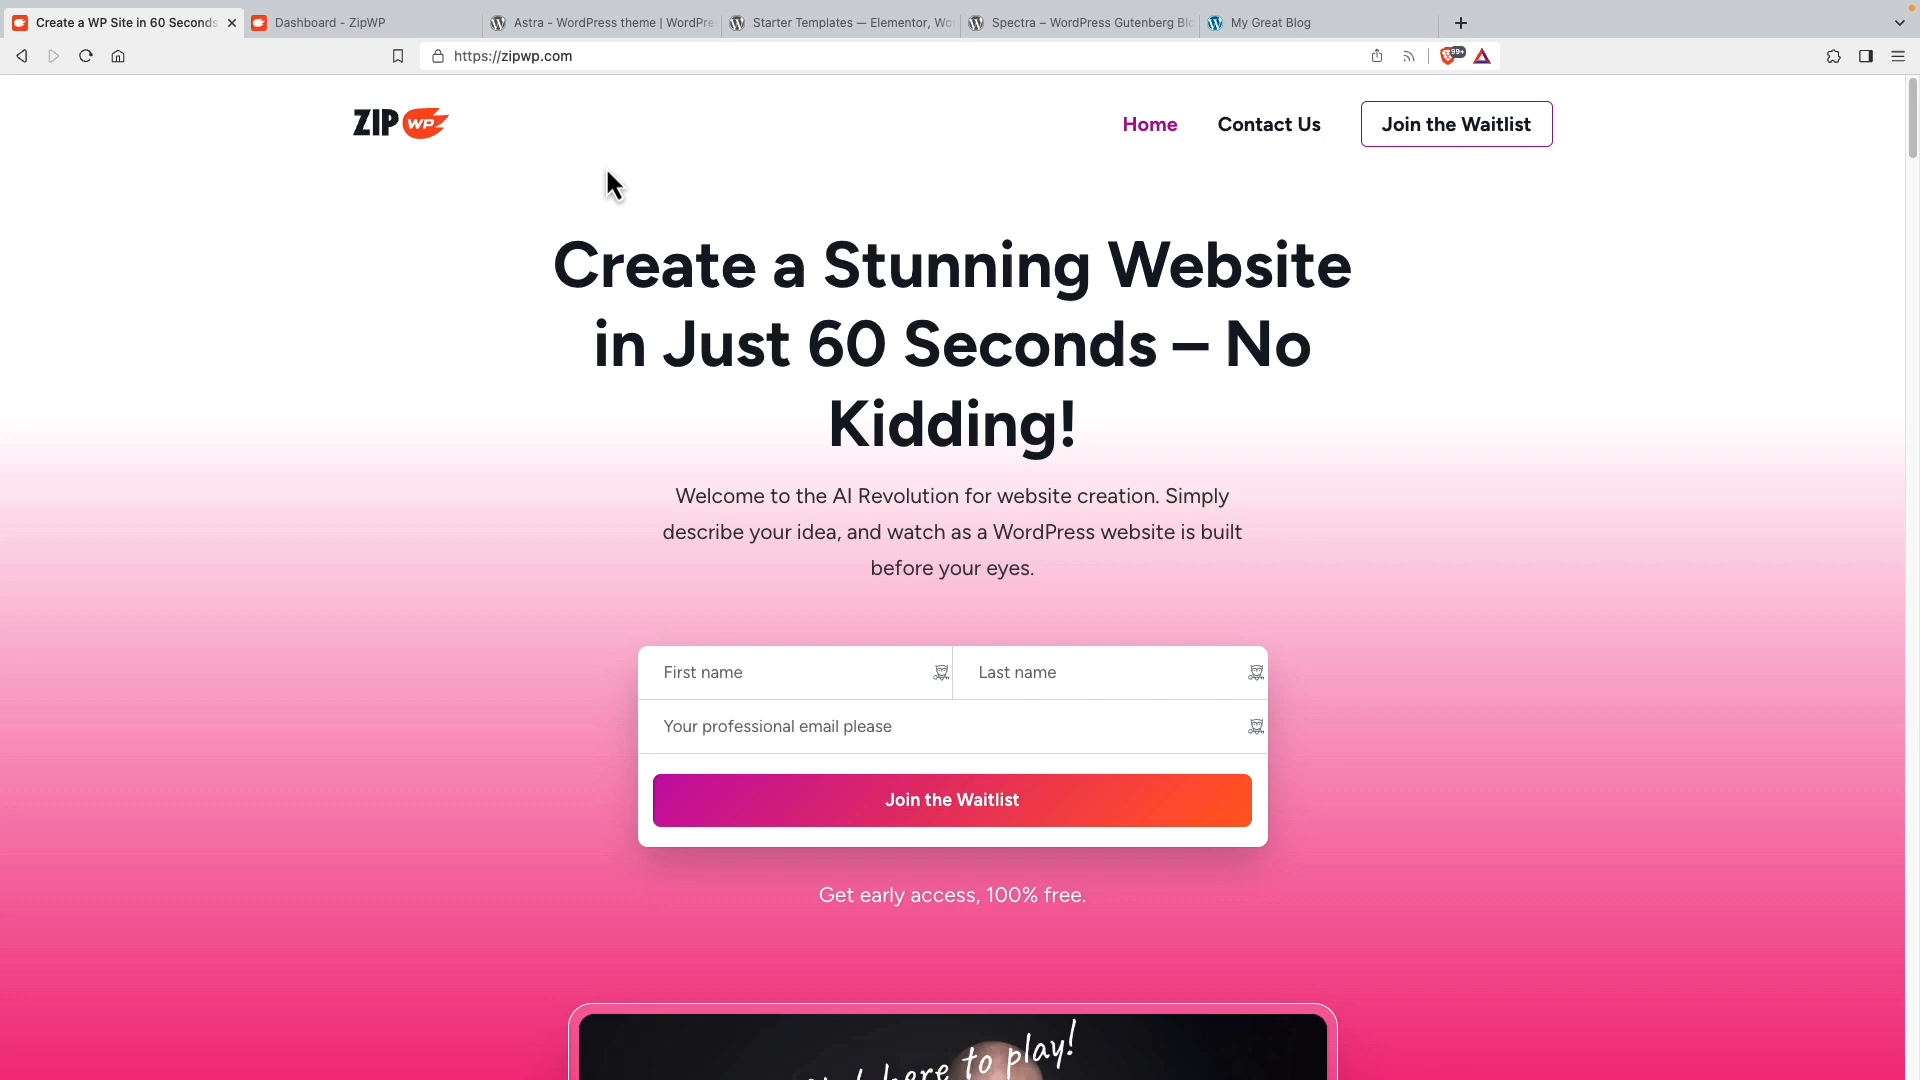 Create a WP Site in 60 Seconds
Dashboard - ZipWP
Astra - WordPress theme | WordPre
Starter Templates — Elementor, Wo
Spectra – WordPress Gutenberg Bl
My Great Blog
https://zipwp.com
99+
ZIP WP
Home
Contact Us
Join the Waitlist
Create a Stunning Website
in Just 60 Seconds – No
Kidding!
Welcome to the AI Revolution for website creation. Simply
describe your idea, and watch as a WordPress website is built
before your eyes.
First name
Last name
Your professional email please
Join the Waitlist
Get early access, 100% free.
here to play!